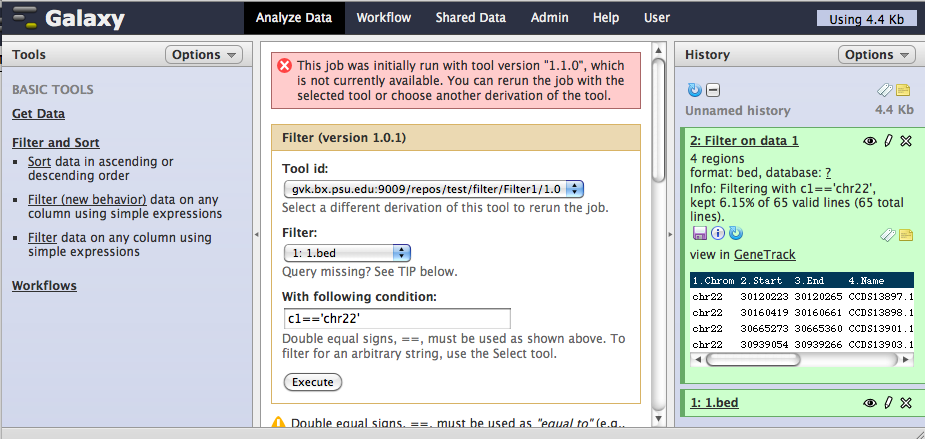 Galaxy
Analyze Data Workflow Shared Data Admin Help User
Using 4.4 Kb
Tools
Options
BASIC TOOLS
Get Data
Filter and Sort
Sort data in ascending or
descending order
Filter (new behavior) data on any
column using simple expressions
Filter data on any column using
simple expressions
Workflows
This job was initially run with tool version "1.1.0", which
is not currently available. You can rerun the job with the
selected tool or choose another derivation of the tool.
Filter (version 1.0.1)
Tool id:
gvk.bx.psu.edu:9009/repos/test/filter/Filter1/1.0
Select a different derivation of this tool to rerun the job.
Filter:
1: 1.bed
Query missing? See TIP below.
With following condition:
c1=='chr22'
Double equal signs, ==, must be used as shown above. To
filter for an arbitrary string, use the Select tool.
Execute
Double equal signs, ==, must be used as "equal to" (e.g.,
History
Options
Unnamed history
4.4 Kb
2: Filter on data 1
4 regions
format: bed, database: ?
Info: Filtering with c1=='chr22',
kept 6.15% of 65 valid lines (65 total
lines).
view in GeneTrack
1.Chrom 2.Start 3.End 4.Name
chr22 30120223 30120265 CCDS13897.1
chr22 30160419 30160661 CCDS13898.1
chr22 30665273 30665360 CCDS13901.1
chr22 30939054 30939266 CCDS13903.1
1: 1.bed